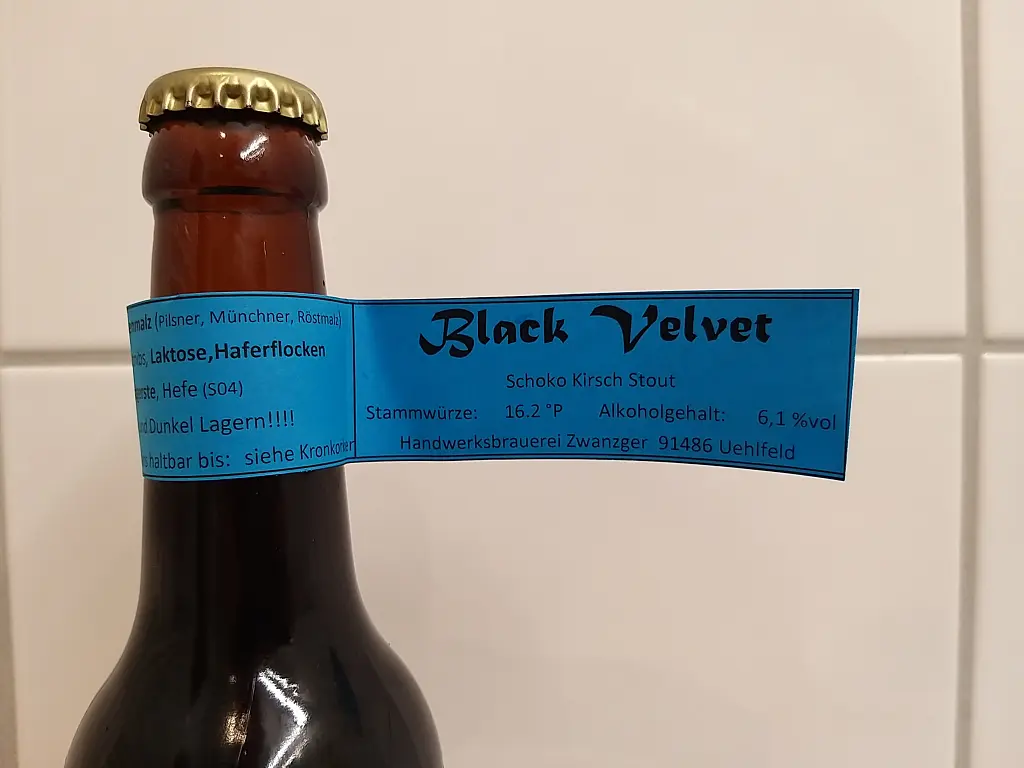 (Pilsner, Münchner, Röstmalz)
Laktose,Haferflocken
Hefe (S04)
Dunkel Lagern!!!!
haltbar bis: siehe Kronkorken
Black Velvet
Schoko Kirsch Stout
Stammwürze: 16.2 °P Alkoholgehalt: 6,1 %vol
Handwerksbrauerei Zwanzger 91486 Uehlfeld